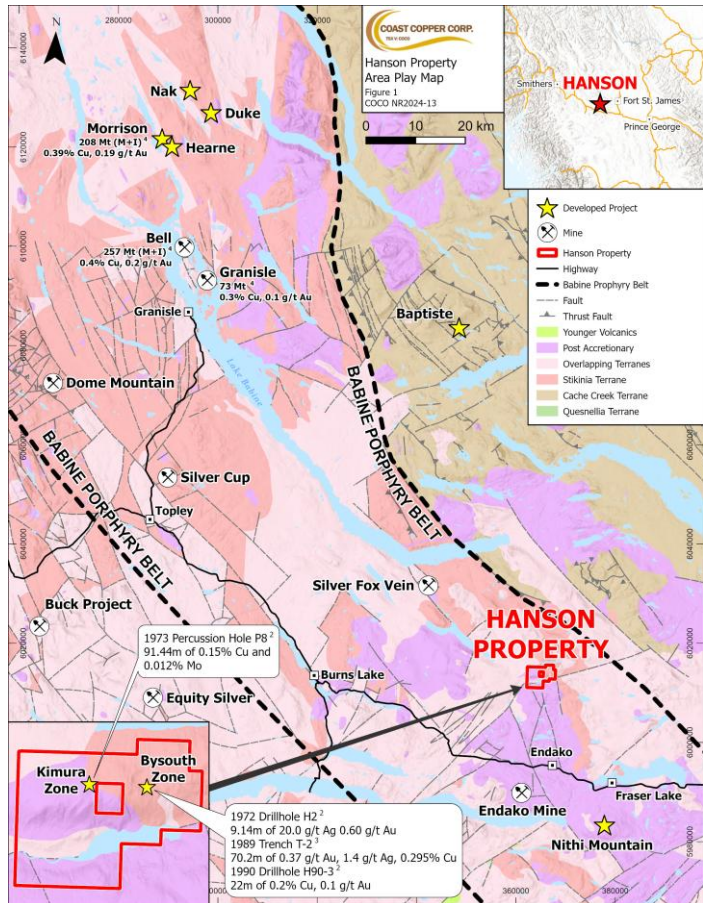 280000
300000
320000
N
COAST COPPER CORP.
TSX V: COCO
Hanson Property
Area Play Map
Figure 1
COCO NR2024-13
0 10 20 km
HANSON
Smithers
Fort St. James
Prince George
Developed Project
Mine
Hanson Property
Highway
Babine Prophyry Belt
Fault
Thrust Fault
Younger Volcanics
Post Accretionary
Overlapping Terranes
Stikinia Terrane
Cache Creek Terrane
Quesnellia Terrane
6140000
Nak
Duke
Morrison
208 Mt (M+I) 4
0.39% Cu, 0.19 g/t Au
Hearne
6120000
6100000
Bell
257 Mt (M+I) 4
0.4% Cu, 0.2 g/t Au
Granisle
73 Mt 4
0.3% Cu, 0.1 g/t Au
Granisle
Baptiste
6080000
Lake Babine
Dome Mountain
BABINE PORPHYRY BELT
BABINE PORPHYRY BELT
6060000
6060000
Silver Cup
Topley
6040000
6040000
Silver Fox Vein
Buck Project
HANSON
PROPERTY
6020000
6020000
1973 Percussion Hole P8 2
91.44m of 0.15% Cu and
0.012% Mo
Burns Lake
Equity Silver
6000000
Endako
Kimura
Zone
Bysouth
Zone
Endako Mine
Fraser Lake
1972 Drillhole H2 2
9.14m of 20.0 g/t Ag 0.60 g/t Au
1989 Trench T-2 3
70.2m of 0.37 g/t Au, 1.4 g/t Ag, 0.295% Cu
1990 Drillhole H90-3 2
22m of 0.2% Cu, 0.1 g/t Au
Nithi Mountain
5980000
360000
380000